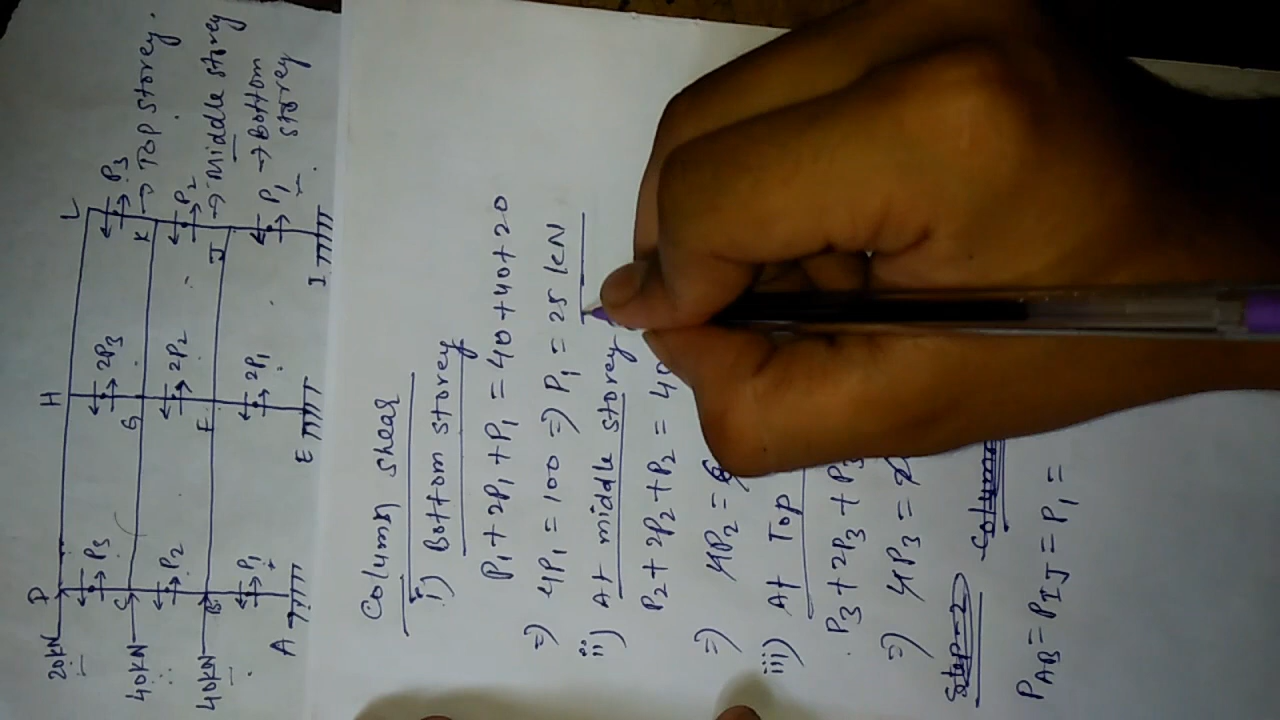 D H L
20kN P3 2P3 P3
→ TOP storey.
40kN C G K
P2 2P2 P2
→ Middle storey
40kN B F J
P1 2P1 P1 → Bottom
storey
A E I
Column shear
i) Bottom storey
P1 + 2P1 + P1 = 40 + 40 + 20
⇒) 4P1 = 100 ⇒) P1 = 25 kN
ii) At middle storey
P2 + 2P2 + P2 = 40
⇒) 4P2 =
iii) At Top
P3 + 2P3 + P3
⇒) 4P3 =
Step-2 Column
PAB = PIJ = P1 =